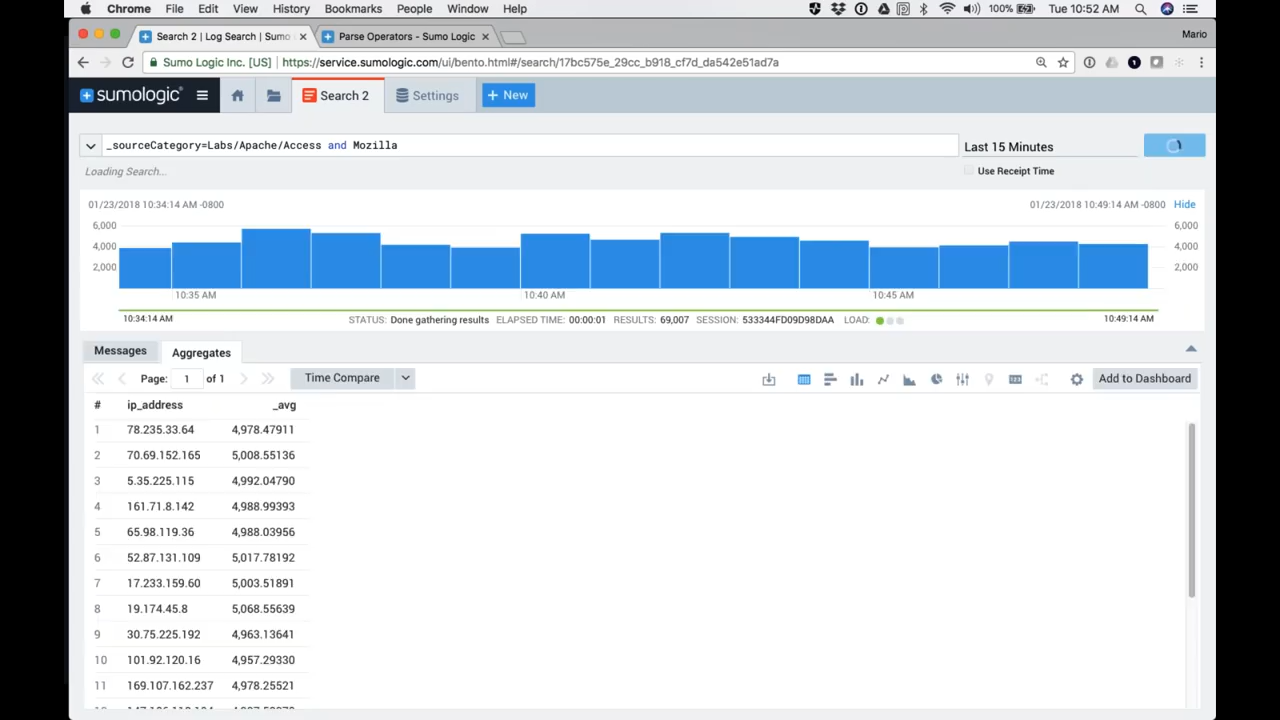 Chrome File Edit View History Bookmarks People Window Help 100% Tue 10:52 AM
Search 2 | Log Search | Sumo Parse Operators - Sumo Logic Mario
Sumo Logic Inc. [US] https://service.sumologic.com/ui/bento.html#/search/17bc575e_29cc_b918_cf7d_da542e51ad7a
sumologic Search 2 Settings + New
_sourceCategory=Labs/Apache/Access and Mozilla Last 15 Minutes
Loading Search... Use Receipt Time
01/23/2018 10:34:14 AM -0800 01/23/2018 10:49:14 AM -0800 Hide
6,000 6,000
4,000 4,000
2,000 2,000
10:35 AM 10:40 AM 10:45 AM
10:34:14 AM STATUS: Done gathering results ELAPSED TIME: 00:00:01 RESULTS: 69,007 SESSION: 533344FD09D98DAA LOAD: 10:49:14 AM
Messages Aggregates
Page: 1 of 1 Time Compare Add to Dashboard
# ip_address _avg
1 78.235.33.64 4,978.47911
2 70.69.152.165 5,008.55136
3 5.35.225.115 4,992.04790
4 161.71.8.142 4,988.99393
5 65.98.119.36 4,988.03956
6 52.87.131.109 5,017.78192
7 17.233.159.60 5,003.51891
8 19.174.45.8 5,068.55639
9 30.75.225.192 4,963.13641
10 101.92.120.16 4,957.29330
11 169.107.162.237 4,978.25521